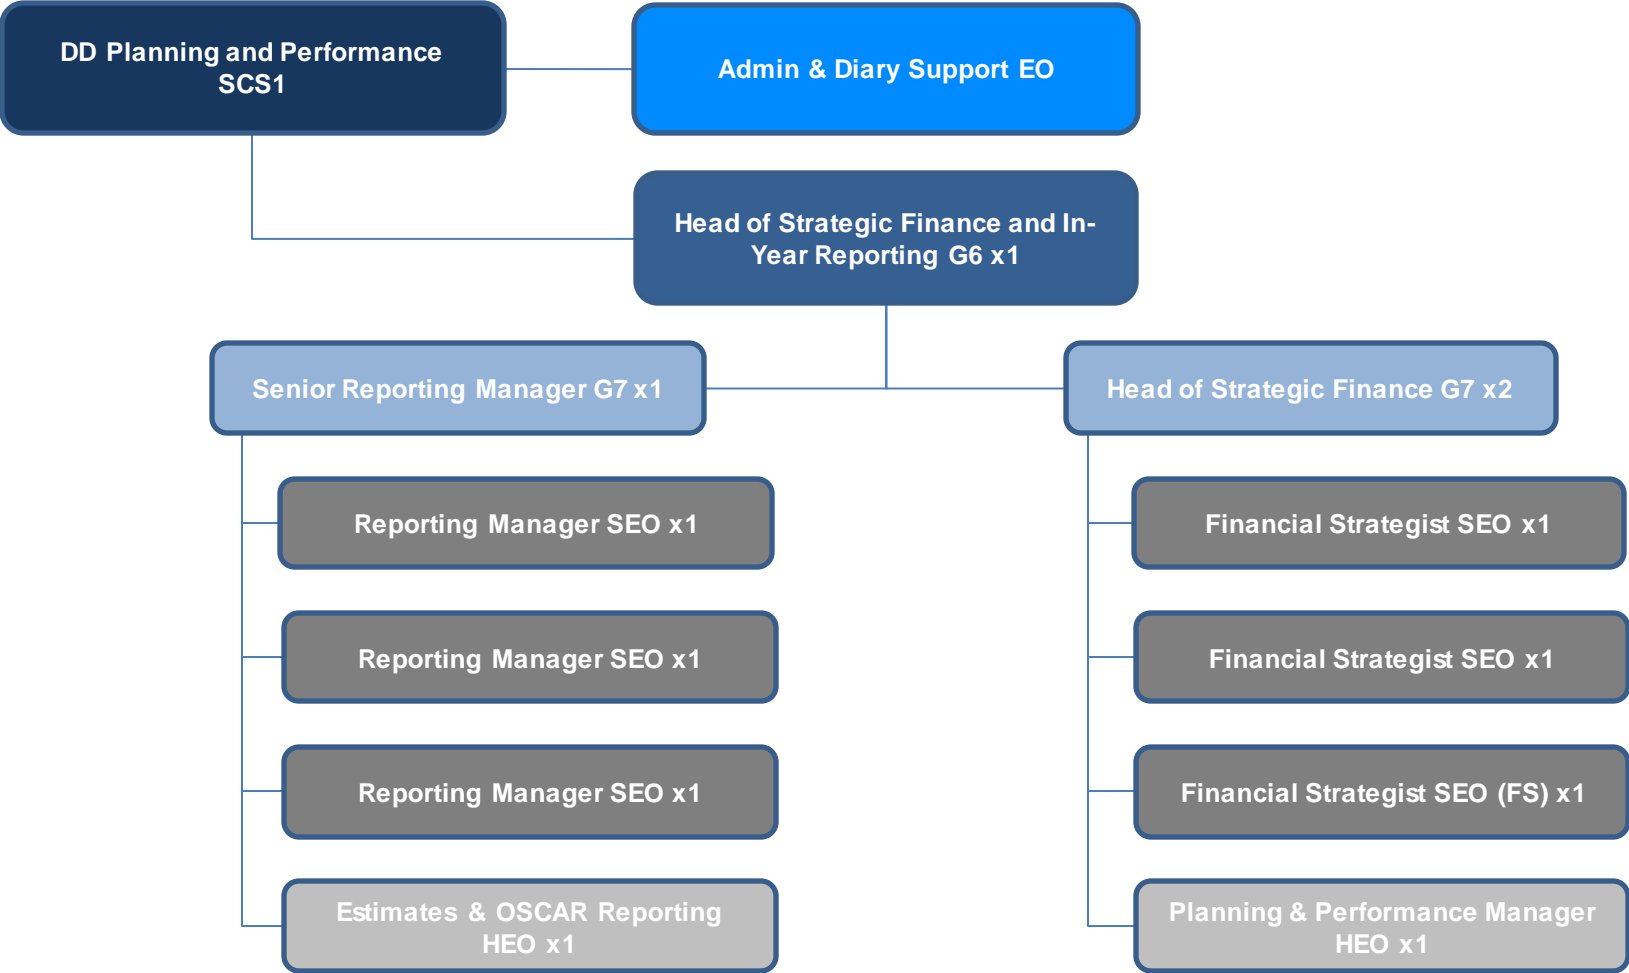 DD Planning and Performance
SCS1
Admin & Diary Support EO
Head of Strategic Finance and In-
Year Reporting G6 x1
Senior Reporting Manager G7 x1
Head of Strategic Finance G7 x2
Reporting Manager SEO x1
Financial Strategist SEO x1
Reporting Manager SEO x1
Financial Strategist SEO x1
Reporting Manager SEO x1
Financial Strategist SEO (FS) x1
Estimates & OSCAR Reporting
HEO x1
Planning & Performance Manager
HEO x1